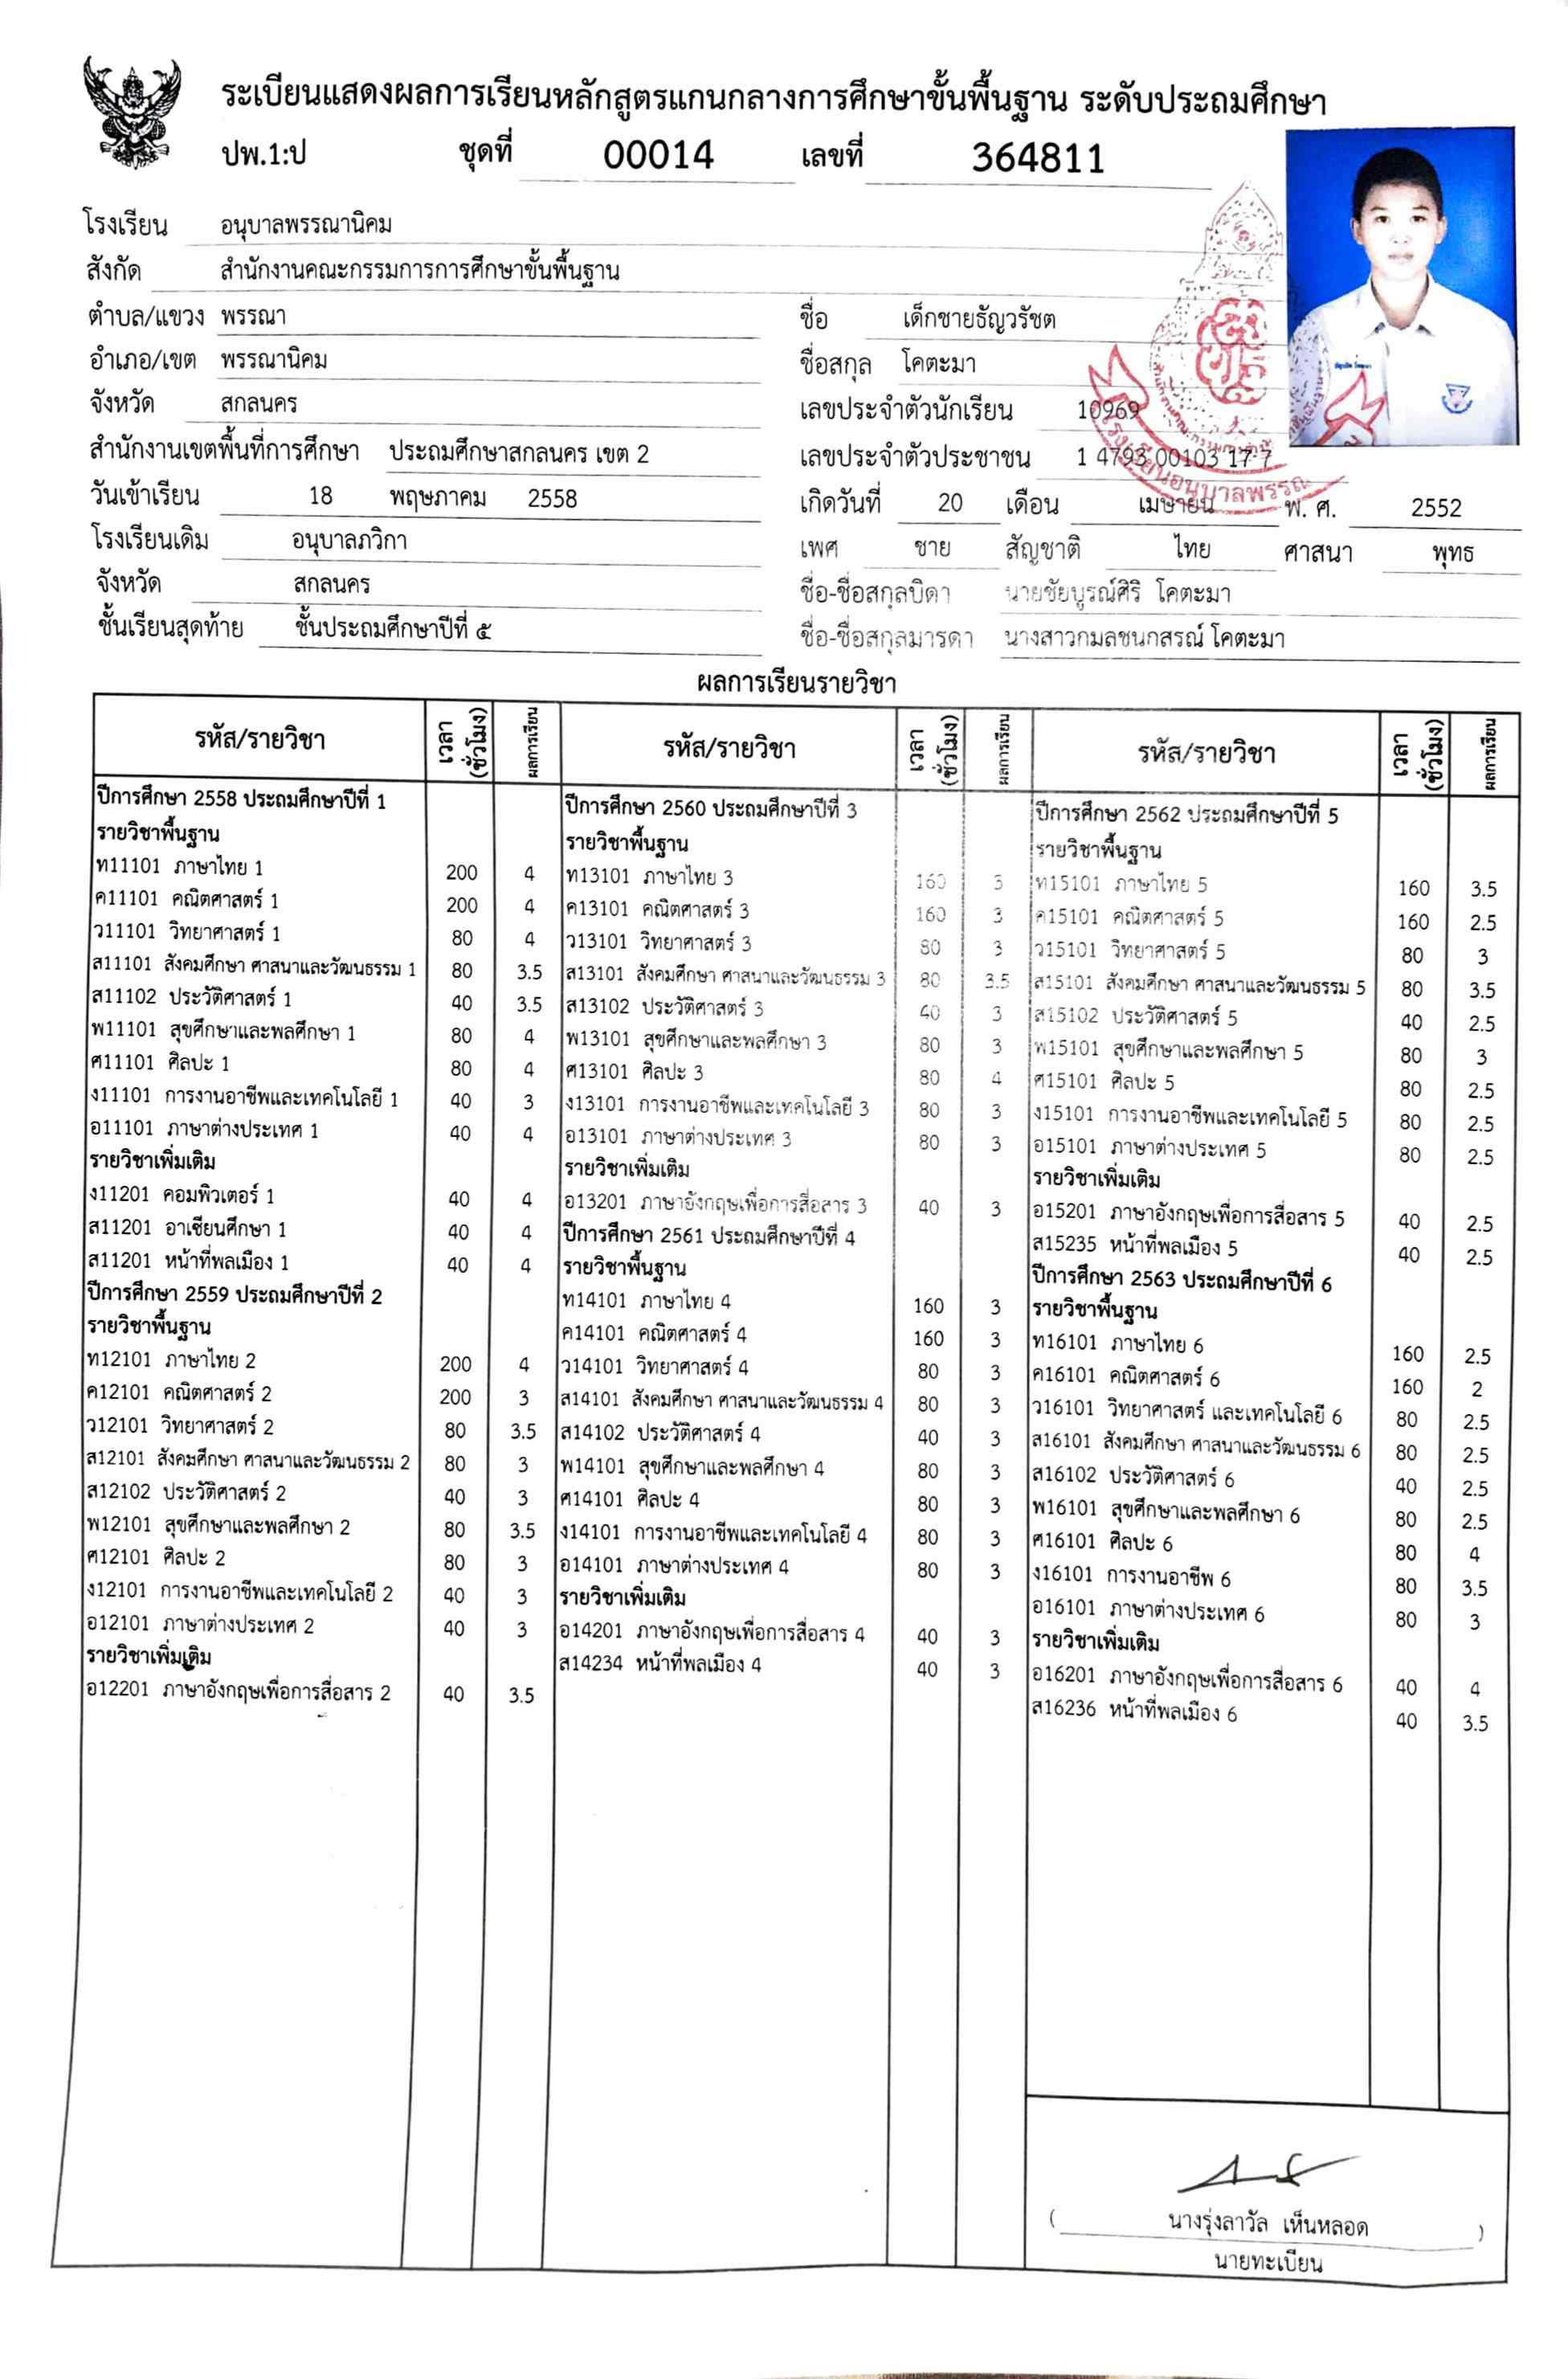 ระเบียนแสดงผลการเรียนหลักสูตรแกนกลางการศึกษาขั้นพื้นฐาน ระดับประถมศึกษา
ปพ.1:ป ชุดที่ 00014 เลขที่ 364811
โรงเรียน อนุบาลพรรณานิคม
สังกัด สำนักงานคณะกรรมการการศึกษาขั้นพื้นฐาน
ตำบล/แขวง พรรณา
อำเภอ/เขต พรรณานิคม
จังหวัด สกลนคร
สำนักงานเขตพื้นที่การศึกษา ประถมศึกษาสกลนคร เขต 2
วันเข้าเรียน 18 พฤษภาคม 2558
โรงเรียนเดิม อนุบาลภวิกา
จังหวัด สกลนคร
ชั้นเรียนสุดท้าย ชั้นประถมศึกษาปีที่ ๕
ชื่อ เด็กชายธัญวรัชต
ชื่อสกุล โคตะมา
เลขประจำตัวนักเรียน 10969
เลขประจำตัวประชาชน 1 4793 00103 17 7
เกิดวันที่ 20 เดือน เมษายน พ. ศ. 2552
เพศ ชาย สัญชาติ ไทย ศาสนา พุทธ
ชื่อ-ชื่อสกุลบิดา นายชัยบูรณ์ศิริ โคตะมา
ชื่อ-ชื่อสกุลมารดา นางสาวกมลชนกสรณ์ โคตะมา
ผลการเรียนรายวิชา
รหัส/รายวิชา เวลา (ชั่วโมง) ผลการเรียน
ปีการศึกษา 2558 ประถมศึกษาปีที่ 1
รายวิชาพื้นฐาน
ท11101 ภาษาไทย 1 200 4
ค11101 คณิตศาสตร์ 1 200 4
ว11101 วิทยาศาสตร์ 1 80 4
ส11101 สังคมศึกษา ศาสนาและวัฒนธรรม 1 80 3.5
ส11102 ประวัติศาสตร์ 1 40 3.5
พ11101 สุขศึกษาและพลศึกษา 1 80 4
ศ11101 ศิลปะ 1 80 4
ง11101 การงานอาชีพและเทคโนโลยี 1 40 3
อ11101 ภาษาต่างประเทศ 1 40 4
รายวิชาเพิ่มเติม
ง11201 คอมพิวเตอร์ 1 40 4
ส11201 อาเซียนศึกษา 1 40 4
ส11201 หน้าที่พลเมือง 1 40 4
ปีการศึกษา 2559 ประถมศึกษาปีที่ 2
รายวิชาพื้นฐาน
ท12101 ภาษาไทย 2 200 4
ค12101 คณิตศาสตร์ 2 200 3
ว12101 วิทยาศาสตร์ 2 80 3.5
ส12101 สังคมศึกษา ศาสนาและวัฒนธรรม 2 80 3
ส12102 ประวัติศาสตร์ 2 40 3
พ12101 สุขศึกษาและพลศึกษา 2 80 3.5
ศ12101 ศิลปะ 2 80 3
ง12101 การงานอาชีพและเทคโนโลยี 2 40 3
อ12101 ภาษาต่างประเทศ 2 40 3
รายวิชาเพิ่มเติม
อ12201 ภาษาอังกฤษเพื่อการสื่อสาร 2 40 3.5
รหัส/รายวิชา เวลา (ชั่วโมง) ผลการเรียน
ปีการศึกษา 2560 ประถมศึกษาปีที่ 3
รายวิชาพื้นฐาน
ท13101 ภาษาไทย 3 160 3
ค13101 คณิตศาสตร์ 3 160 3
ว13101 วิทยาศาสตร์ 3 80 3
ส13101 สังคมศึกษา ศาสนาและวัฒนธรรม 3 80 3.5
ส13102 ประวัติศาสตร์ 3 40 3
พ13101 สุขศึกษาและพลศึกษา 3 80 3
ศ13101 ศิลปะ 3 80 4
ง13101 การงานอาชีพและเทคโนโลยี 3 80 3
อ13101 ภาษาต่างประเทศ 3 80 3
รายวิชาเพิ่มเติม
อ13201 ภาษาอังกฤษเพื่อการสื่อสาร 3 40 3
ปีการศึกษา 2561 ประถมศึกษาปีที่ 4
รายวิชาพื้นฐาน
ท14101 ภาษาไทย 4 160 3
ค14101 คณิตศาสตร์ 4 160 3
ว14101 วิทยาศาสตร์ 4 80 3
ส14101 สังคมศึกษา ศาสนาและวัฒนธรรม 4 80 3
ส14102 ประวัติศาสตร์ 4 40 3
พ14101 สุขศึกษาและพลศึกษา 4 80 3
ศ14101 ศิลปะ 4 80 3
ง14101 การงานอาชีพและเทคโนโลยี 4 80 3
อ14101 ภาษาต่างประเทศ 4 80 3
รายวิชาเพิ่มเติม
อ14201 ภาษาอังกฤษเพื่อการสื่อสาร 4 40 3
ส14234 หน้าที่พลเมือง 4 40 3
รหัส/รายวิชา เวลา (ชั่วโมง) ผลการเรียน
ปีการศึกษา 2562 ประถมศึกษาปีที่ 5
รายวิชาพื้นฐาน
ท15101 ภาษาไทย 5 160 3.5
ค15101 คณิตศาสตร์ 5 160 2.5
ว15101 วิทยาศาสตร์ 5 80 3
ส15101 สังคมศึกษา ศาสนาและวัฒนธรรม 5 80 3.5
ส15102 ประวัติศาสตร์ 5 40 2.5
พ15101 สุขศึกษาและพลศึกษา 5 80 3
ศ15101 ศิลปะ 5 80 2.5
ง15101 การงานอาชีพและเทคโนโลยี 5 80 2.5
อ15101 ภาษาต่างประเทศ 5 80 2.5
รายวิชาเพิ่มเติม
อ15201 ภาษาอังกฤษเพื่อการสื่อสาร 5 40 2.5
ส15235 หน้าที่พลเมือง 5 40 2.5
ปีการศึกษา 2563 ประถมศึกษาปีที่ 6
รายวิชาพื้นฐาน
ท16101 ภาษาไทย 6 160 2.5
ค16101 คณิตศาสตร์ 6 160 2
ว16101 วิทยาศาสตร์ และเทคโนโลยี 6 80 2.5
ส16101 สังคมศึกษา ศาสนาและวัฒนธรรม 6 80 2.5
ส16102 ประวัติศาสตร์ 6 40 2.5
พ16101 สุขศึกษาและพลศึกษา 6 80 2.5
ศ16101 ศิลปะ 6 80 4
ง16101 การงานอาชีพ 6 80 3.5
อ16101 ภาษาต่างประเทศ 6 80 3
รายวิชาเพิ่มเติม
อ16201 ภาษาอังกฤษเพื่อการสื่อสาร 6 40 4
ส16236 หน้าที่พลเมือง 6 40 3.5
( นางรุ่งลาวัล เห็นหลอด )
นายทะเบียน